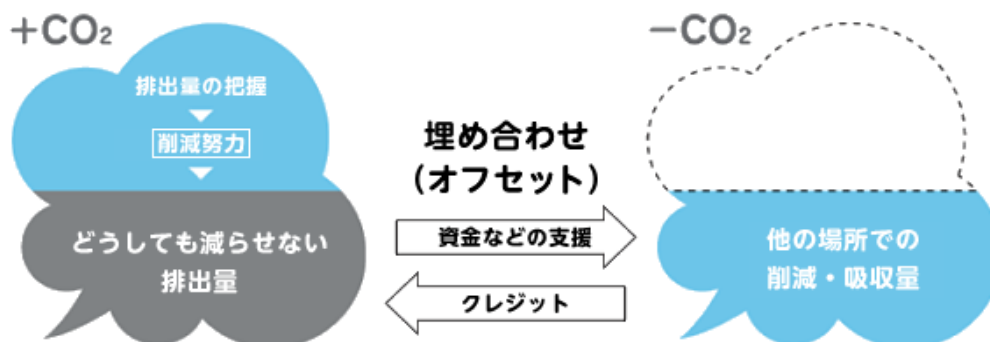 +CO₂
排出量の把握
削減努力
どうしても減らせない
排出量
埋め合わせ
(オフセット)
資金などの支援
クレジット
−CO₂
他の場所での
削減・吸収量